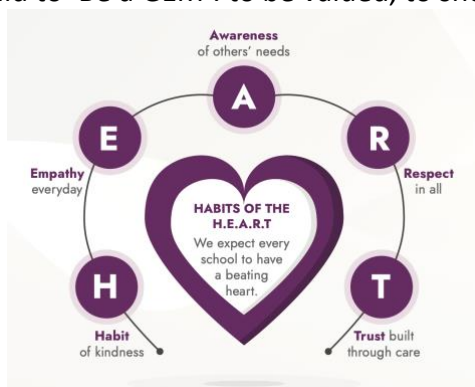 Awareness
of others' needs
A
E
R
Empathy
everyday
Respect
in all
HABITS OF THE
H.E.A.R.T
We expect every
school to have
a beating
heart.
H
T
Habit
of kindness
Trust built
through care